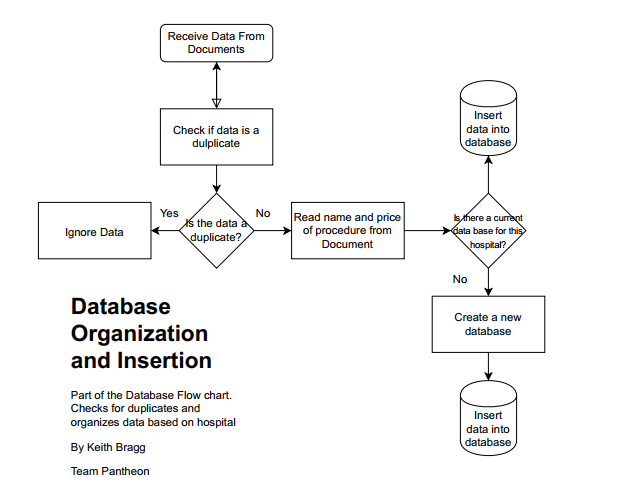 Receive Data From
Documents
Check if data is a
dulplicate
Insert
data into
database
Yes
No
Ignore Data
Is the data a
duplicate?
Read name and price
of procedure from
Document
Is there a current
data base for this
hospital?
No
Create a new
database
Insert
data into
database
Database
Organization
and Insertion
Part of the Database Flow chart.
Checks for duplicates and
organizes data based on hospital
By Keith Bragg
Team Pantheon